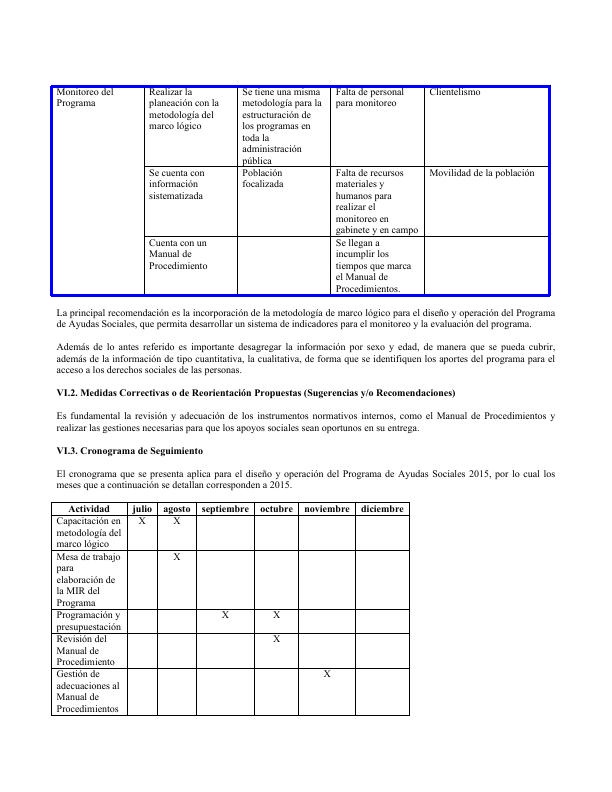 Monitoreo del Programa | Realizar la planeación con la metodología del marco lógico | Se tiene una misma metodología para la estructuración de los programas en toda la administración pública | Falta de personal para monitoreo | Clientelismo
Se cuenta con información sistematizada | Población focalizada | Falta de recursos materiales y humanos para realizar el monitoreo en gabinete y en campo | Movilidad de la población
Cuenta con un Manual de Procedimiento | | Se llegan a incumplir los tiempos que marca el Manual de Procedimientos. |
La principal recomendación es la incorporación de la metodología de marco lógico para el diseño y operación del Programa
de Ayudas Sociales, que permita desarrollar un sistema de indicadores para el monitoreo y la evaluación del programa.
Además de lo antes referido es importante desagregar la información por sexo y edad, de manera que se pueda cubrir,
además de la información de tipo cuantitativa, la cualitativa, de forma que se identifiquen los aportes del programa para el
acceso a los derechos sociales de las personas.
VI.2. Medidas Correctivas o de Reorientación Propuestas (Sugerencias y/o Recomendaciones)
Es fundamental la revisión y adecuación de los instrumentos normativos internos, como el Manual de Procedimientos y
realizar las gestiones necesarias para que los apoyos sociales sean oportunos en su entrega.
VI.3. Cronograma de Seguimiento
El cronograma que se presenta aplica para el diseño y operación del Programa de Ayudas Sociales 2015, por lo cual los
meses que a continuación se detallan corresponden a 2015.
Actividad | julio | agosto | septiembre | octubre | noviembre | diciembre
Capacitación en metodología del marco lógico | X | X | | | |
Mesa de trabajo para elaboración de la MIR del Programa | | X | | | |
Programación y presupuestación | | | X | X | |
Revisión del Manual de Procedimiento | | | | X | |
Gestión de adecuaciones al Manual de Procedimientos | | | | | X |